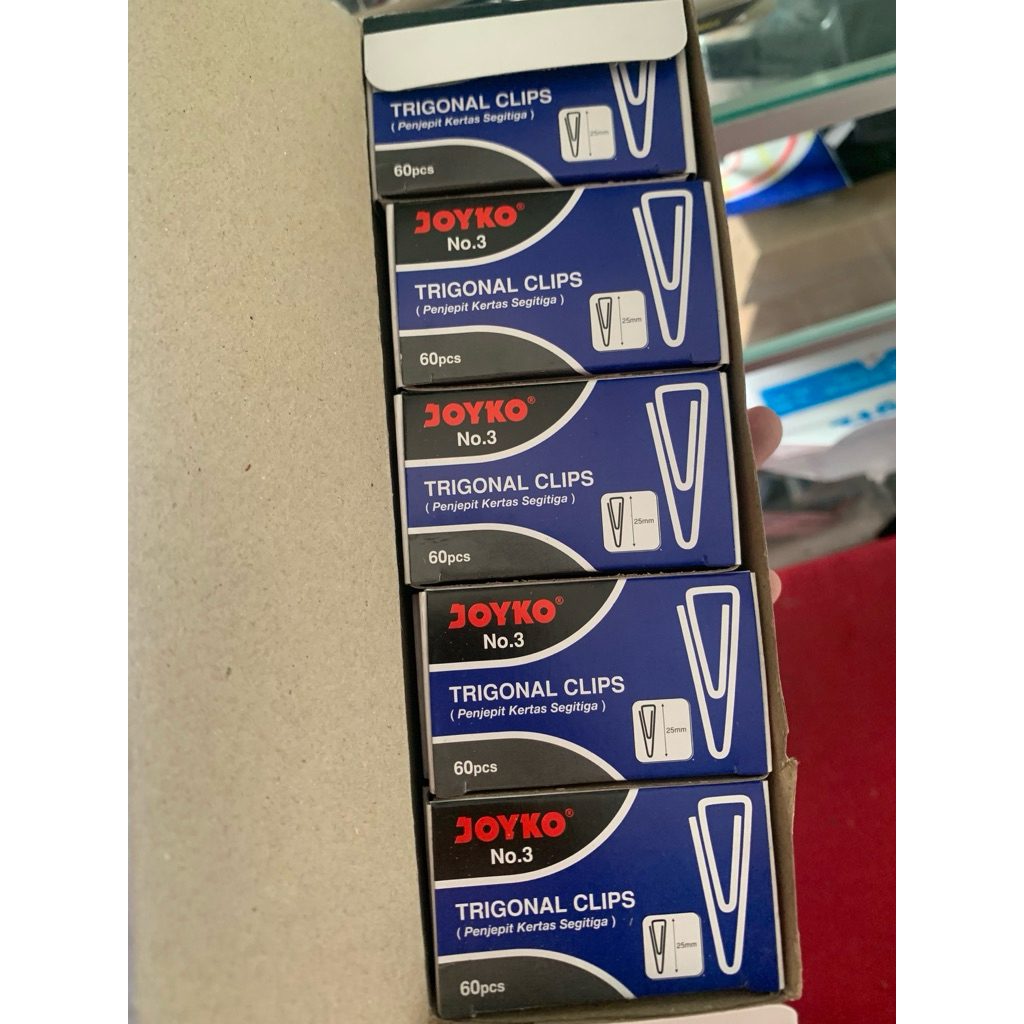 TRIGONAL CLIPS
( Penjepit Kertas Segitiga )
25mm
60pcs
JOYKO®
No.3
TRIGONAL CLIPS
( Penjepit Kertas Segitiga )
25mm
60pcs
JOYKO®
No.3
TRIGONAL CLIPS
( Penjepit Kertas Segitiga )
25mm
60pcs
JOYKO®
No.3
TRIGONAL CLIPS
( Penjepit Kertas Segitiga )
25mm
60pcs
JOYKO®
No.3
TRIGONAL CLIPS
( Penjepit Kertas Segitiga )
25mm
60pcs